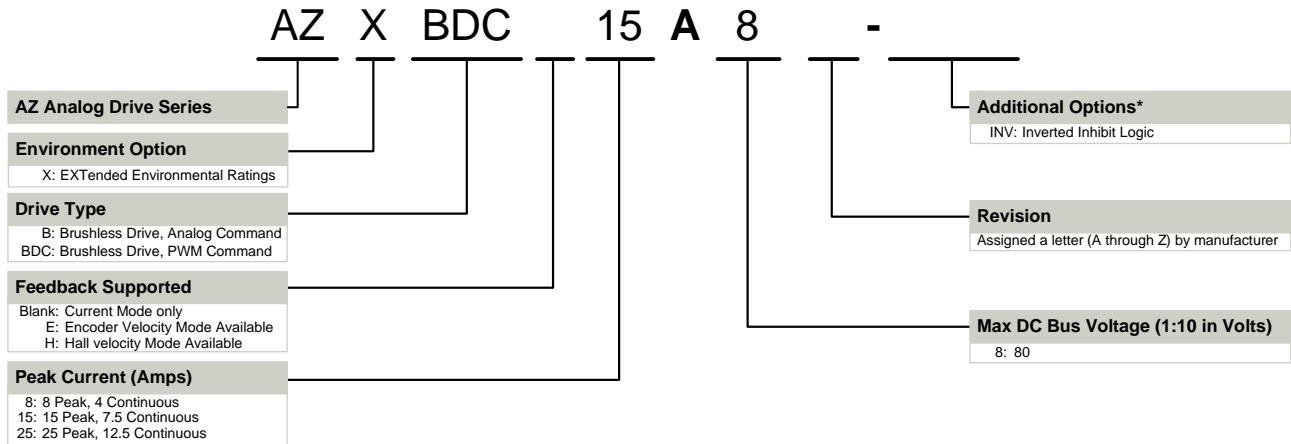 AZ X BDC 15 A 8 -
AZ Analog Drive Series
Environment Option
X: EXTended Environmental Ratings
Drive Type
B: Brushless Drive, Analog Command
BDC: Brushless Drive, PWM Command
Feedback Supported
Blank: Current Mode only
E: Encoder Velocity Mode Available
H: Hall velocity Mode Available
Peak Current (Amps)
8: 8 Peak, 4 Continuous
15: 15 Peak, 7.5 Continuous
25: 25 Peak, 12.5 Continuous
Additional Options*
INV: Inverted Inhibit Logic
Revision
Assigned a letter (A through Z) by manufacturer
Max DC Bus Voltage (1:10 in Volts)
8: 80